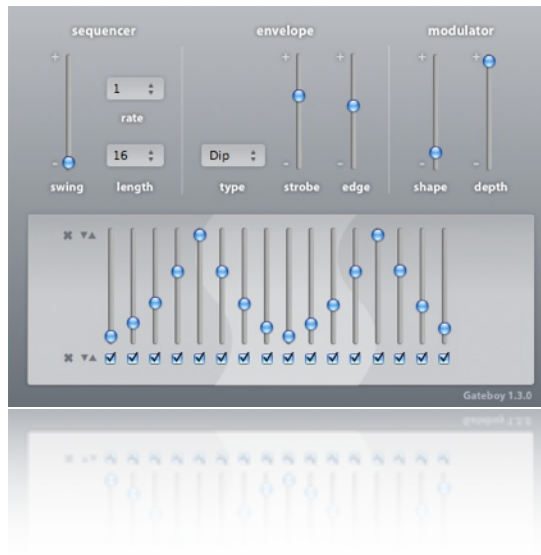 sequencer envelope modulator
+ + + +
1
rate
16 Dip
- - - -
swing length type strobe edge shape depth
Gateboy 1.3.0